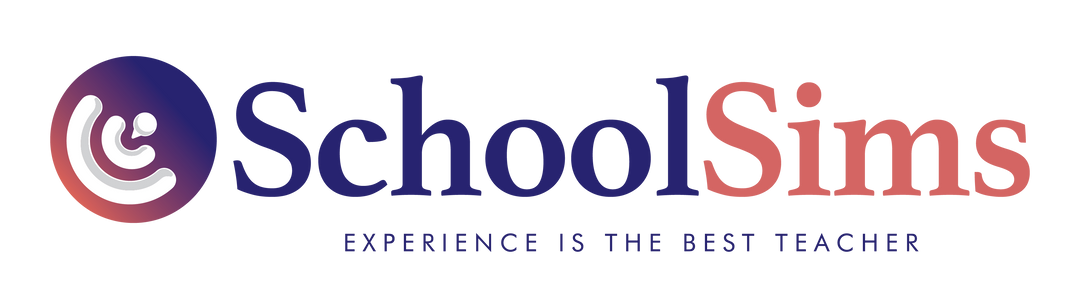 SchoolSims
EXPERIENCE IS THE BEST TEACHER